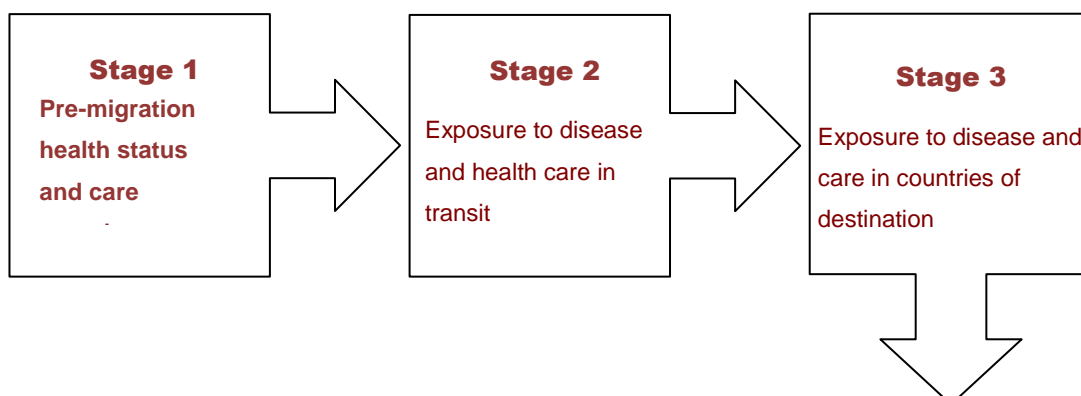 Stage 1
Pre-migration
health status
and care
Stage 2
Exposure to disease
and health care in
transit
Stage 3
Exposure to disease and
care in countries of
destination